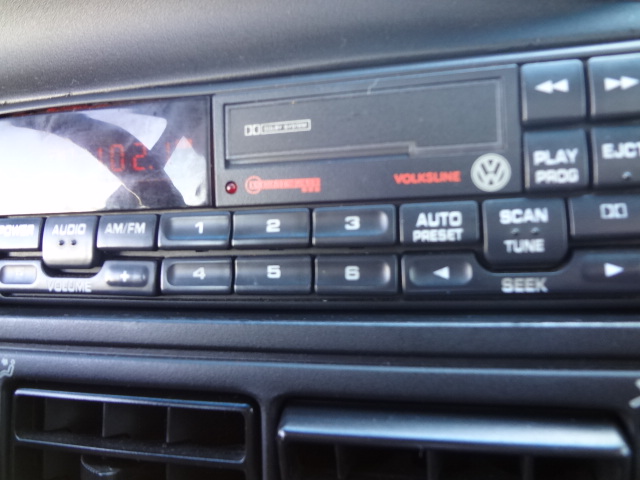 102.1
DOLBY SYSTEM
VOLKSLINE
PLAY
PROG
EJCT
POWER
AUDIO
AM/FM
1
2
3
AUTO
PRESET
SCAN
TUNE
+
VOLUME
4
5
6
SEEK